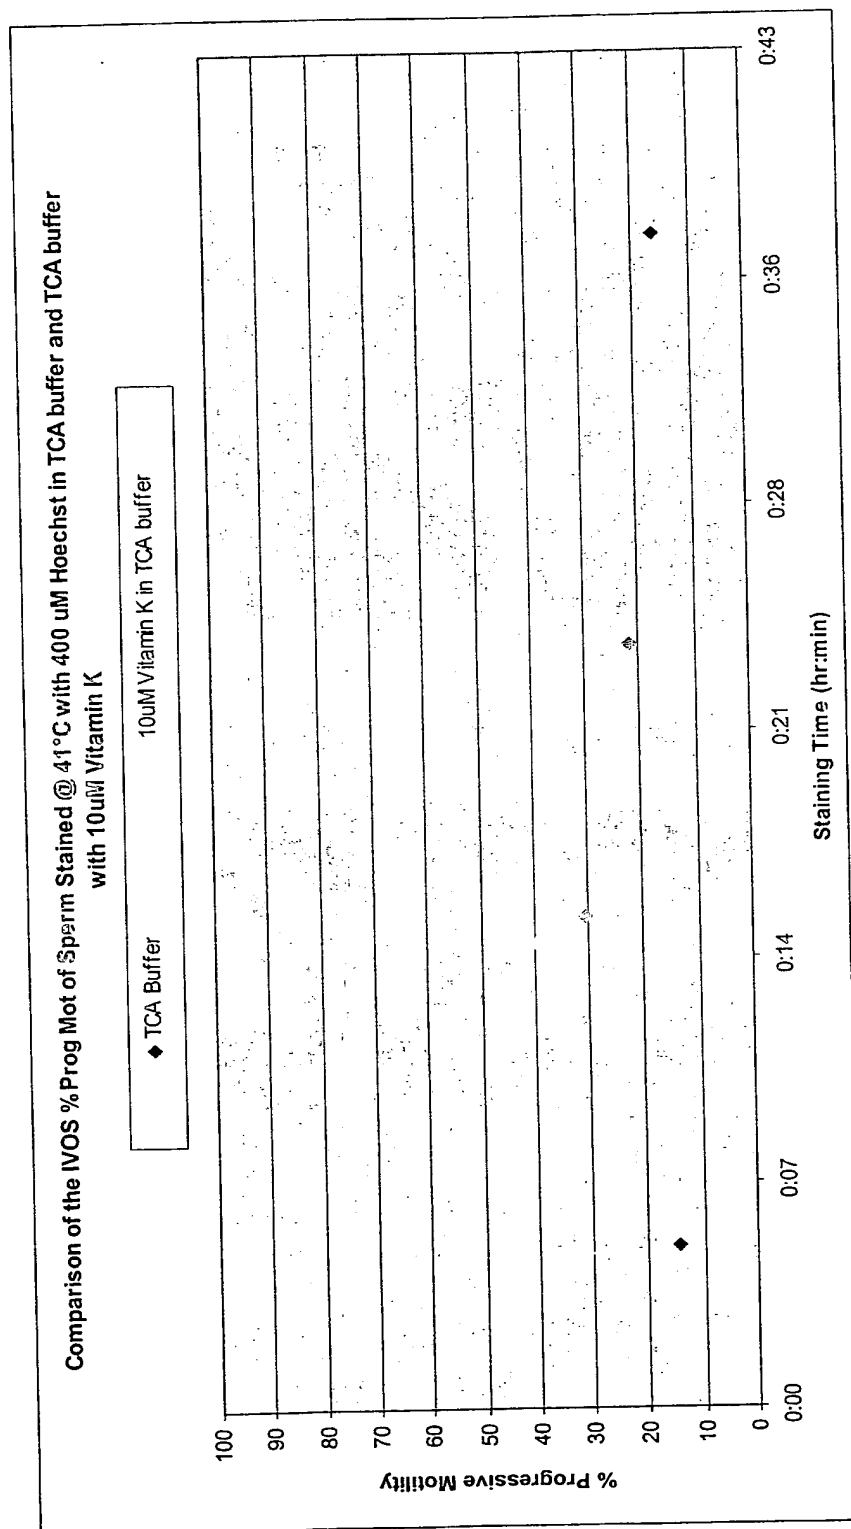 Comparison of the IVOS % Prog Mot of Sperm Stained @ 41°C with 400 uM Hoechst in TCA buffer and TCA buffer
with 10uM Vitamin K
◆ TCA Buffer 10uM Vitamin K in TCA buffer
% Progressive Motility
100
90
80
70
60
50
40
30
20
10
0
0:00 0:07 0:14 0:21 0:28 0:36 0:43
Staining Time (hr:min)